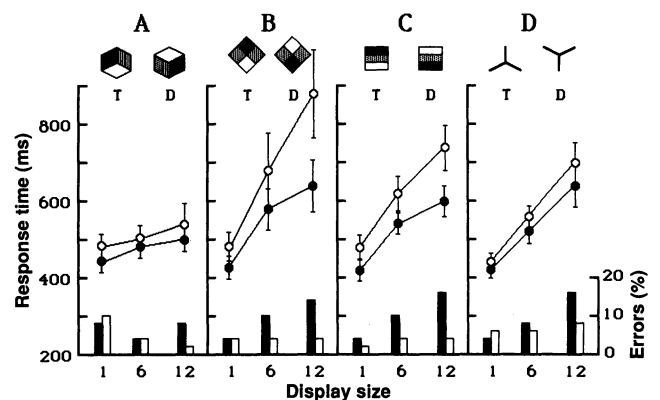 A B C D
T D T D T D T D
Response time (ms)
800
600
400
200
20
10
0
Errors (%)
1 6 12 1 6 12 1 6 12 1 6 12
Display size